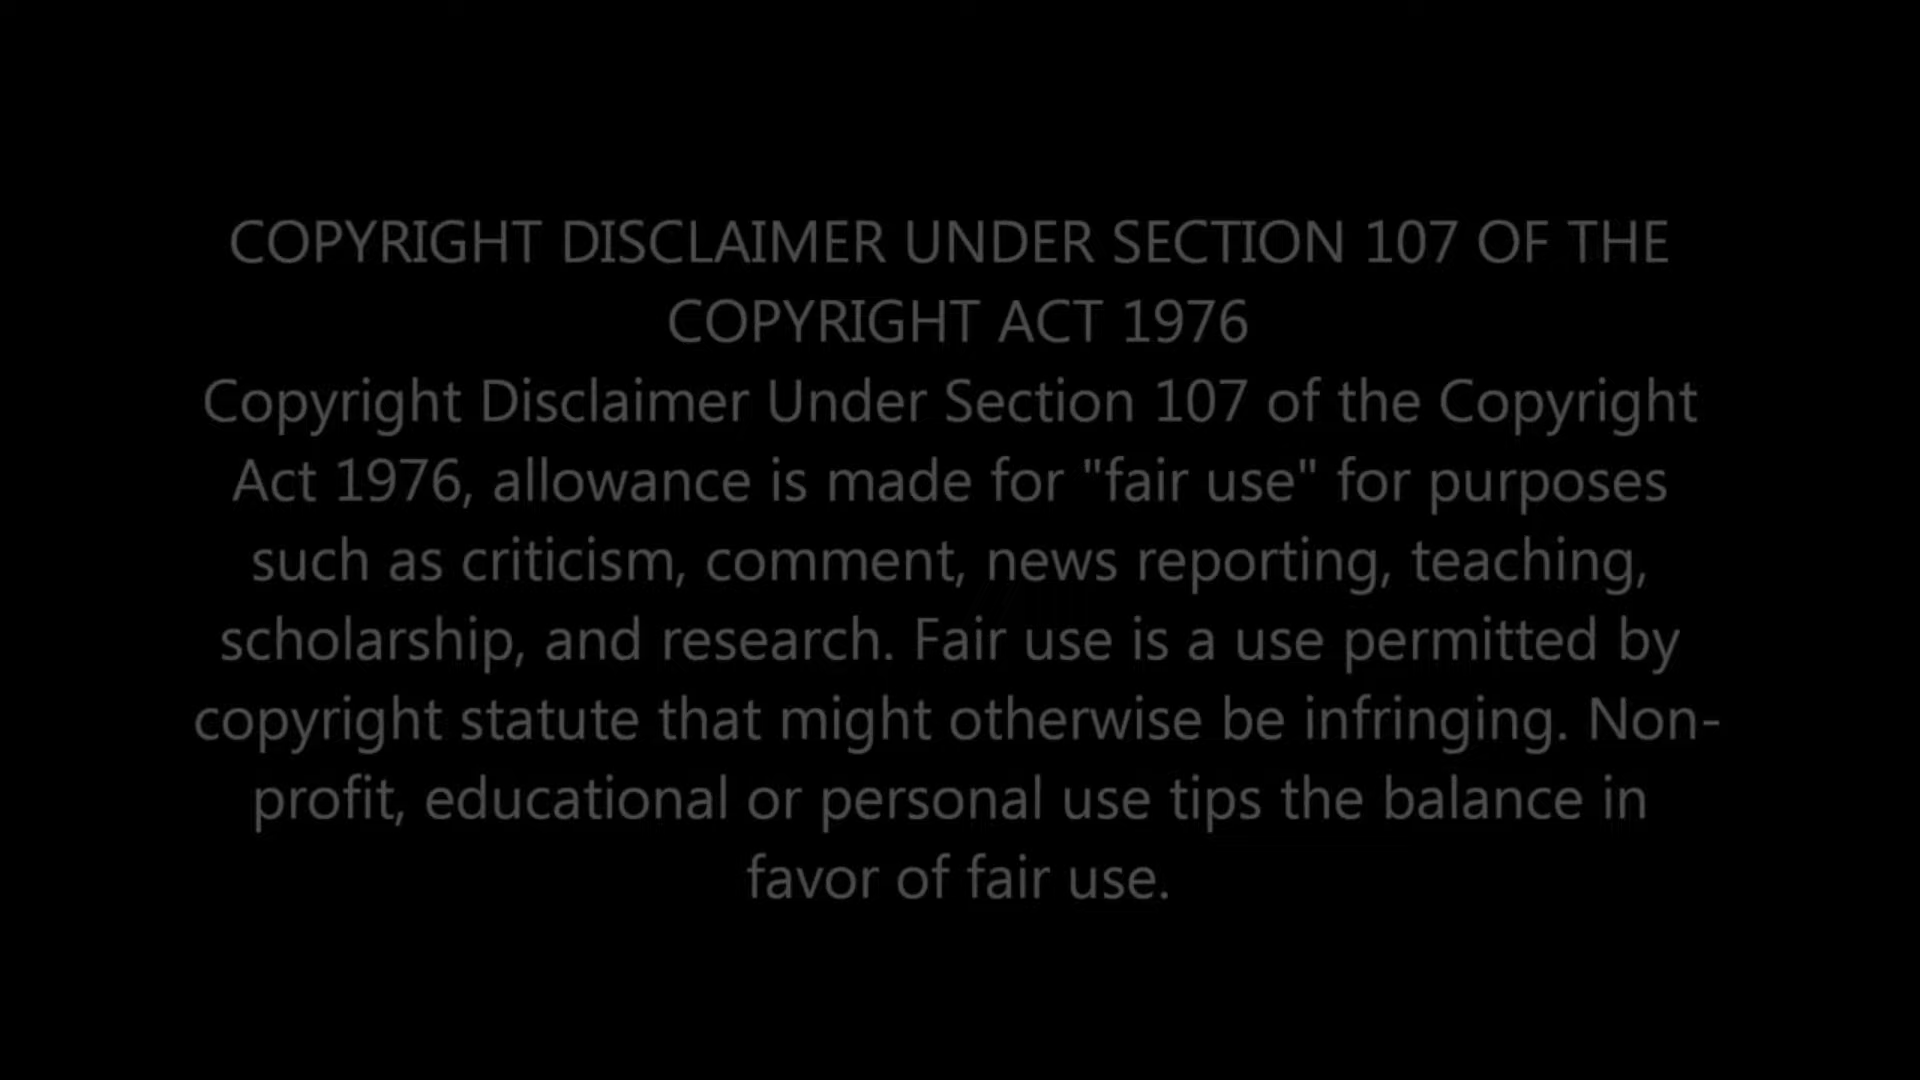 COPYRIGHT DISCLAIMER UNDER SECTION 107 OF THE
COPYRIGHT ACT 1976
Copyright Disclaimer Under Section 107 of the Copyright
Act 1976, allowance is made for "fair use" for purposes
such as criticism, comment, news reporting, teaching,
scholarship, and research. Fair use is a use permitted by
copyright statute that might otherwise be infringing. Non-
profit, educational or personal use tips the balance in
favor of fair use.